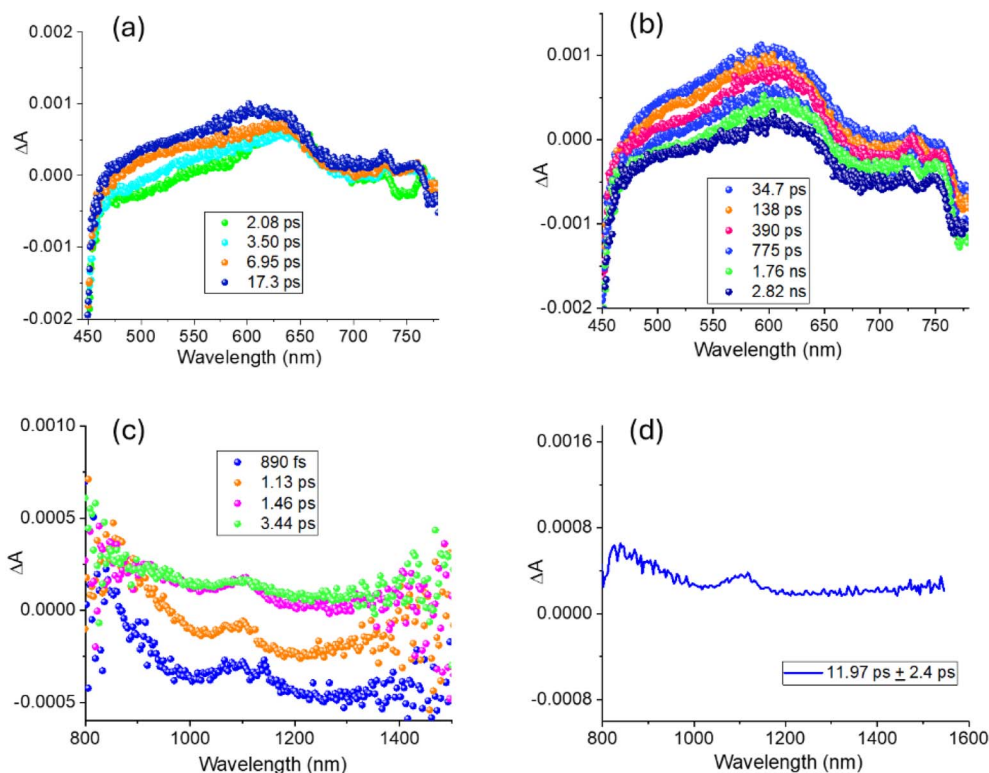 (a)
0.002
0.001
0.000
-0.001
-0.002
ΔA
2.08 ps
3.50 ps
6.95 ps
17.3 ps
450 500 550 600 650 700 750
Wavelength (nm)
(b)
0.001
0.000
-0.001
-0.002
ΔA
34.7 ps
138 ps
390 ps
775 ps
1.76 ns
2.82 ns
450 500 550 600 650 700 750
Wavelength (nm)
(c)
0.0010
0.0005
0.0000
-0.0005
ΔA
890 fs
1.13 ps
1.46 ps
3.44 ps
800 1000 1200 1400
Wavelength (nm)
(d)
0.0016
0.0008
0.0000
-0.0008
ΔA
11.97 ps ± 2.4 ps
800 1000 1200 1400 1600
Wavelength (nm)